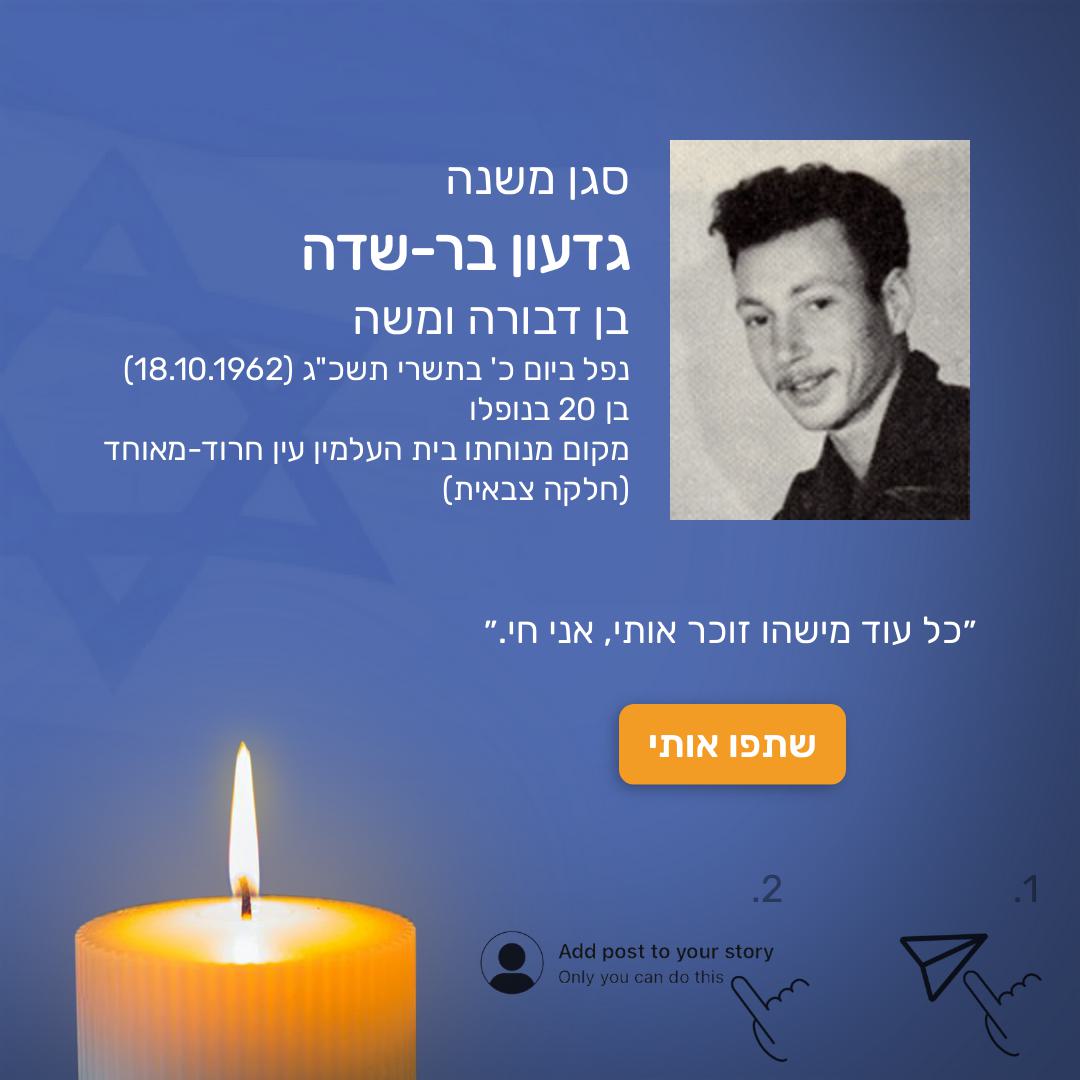 סגן משנה
גדעון בר-שדה
בן דבורה ומשה
נפל ביום כ' בתשרי תשכ"ג (18.10.1962)
בן 20 בנופלו
מקום מנוחתו בית העלמין עין חרוד-מאוחד
(חלקה צבאית)
״כל עוד מישהו זוכר אותי, אני חי.״
שתפו אותי
1.
2.
Add post to your story
Only you can do this